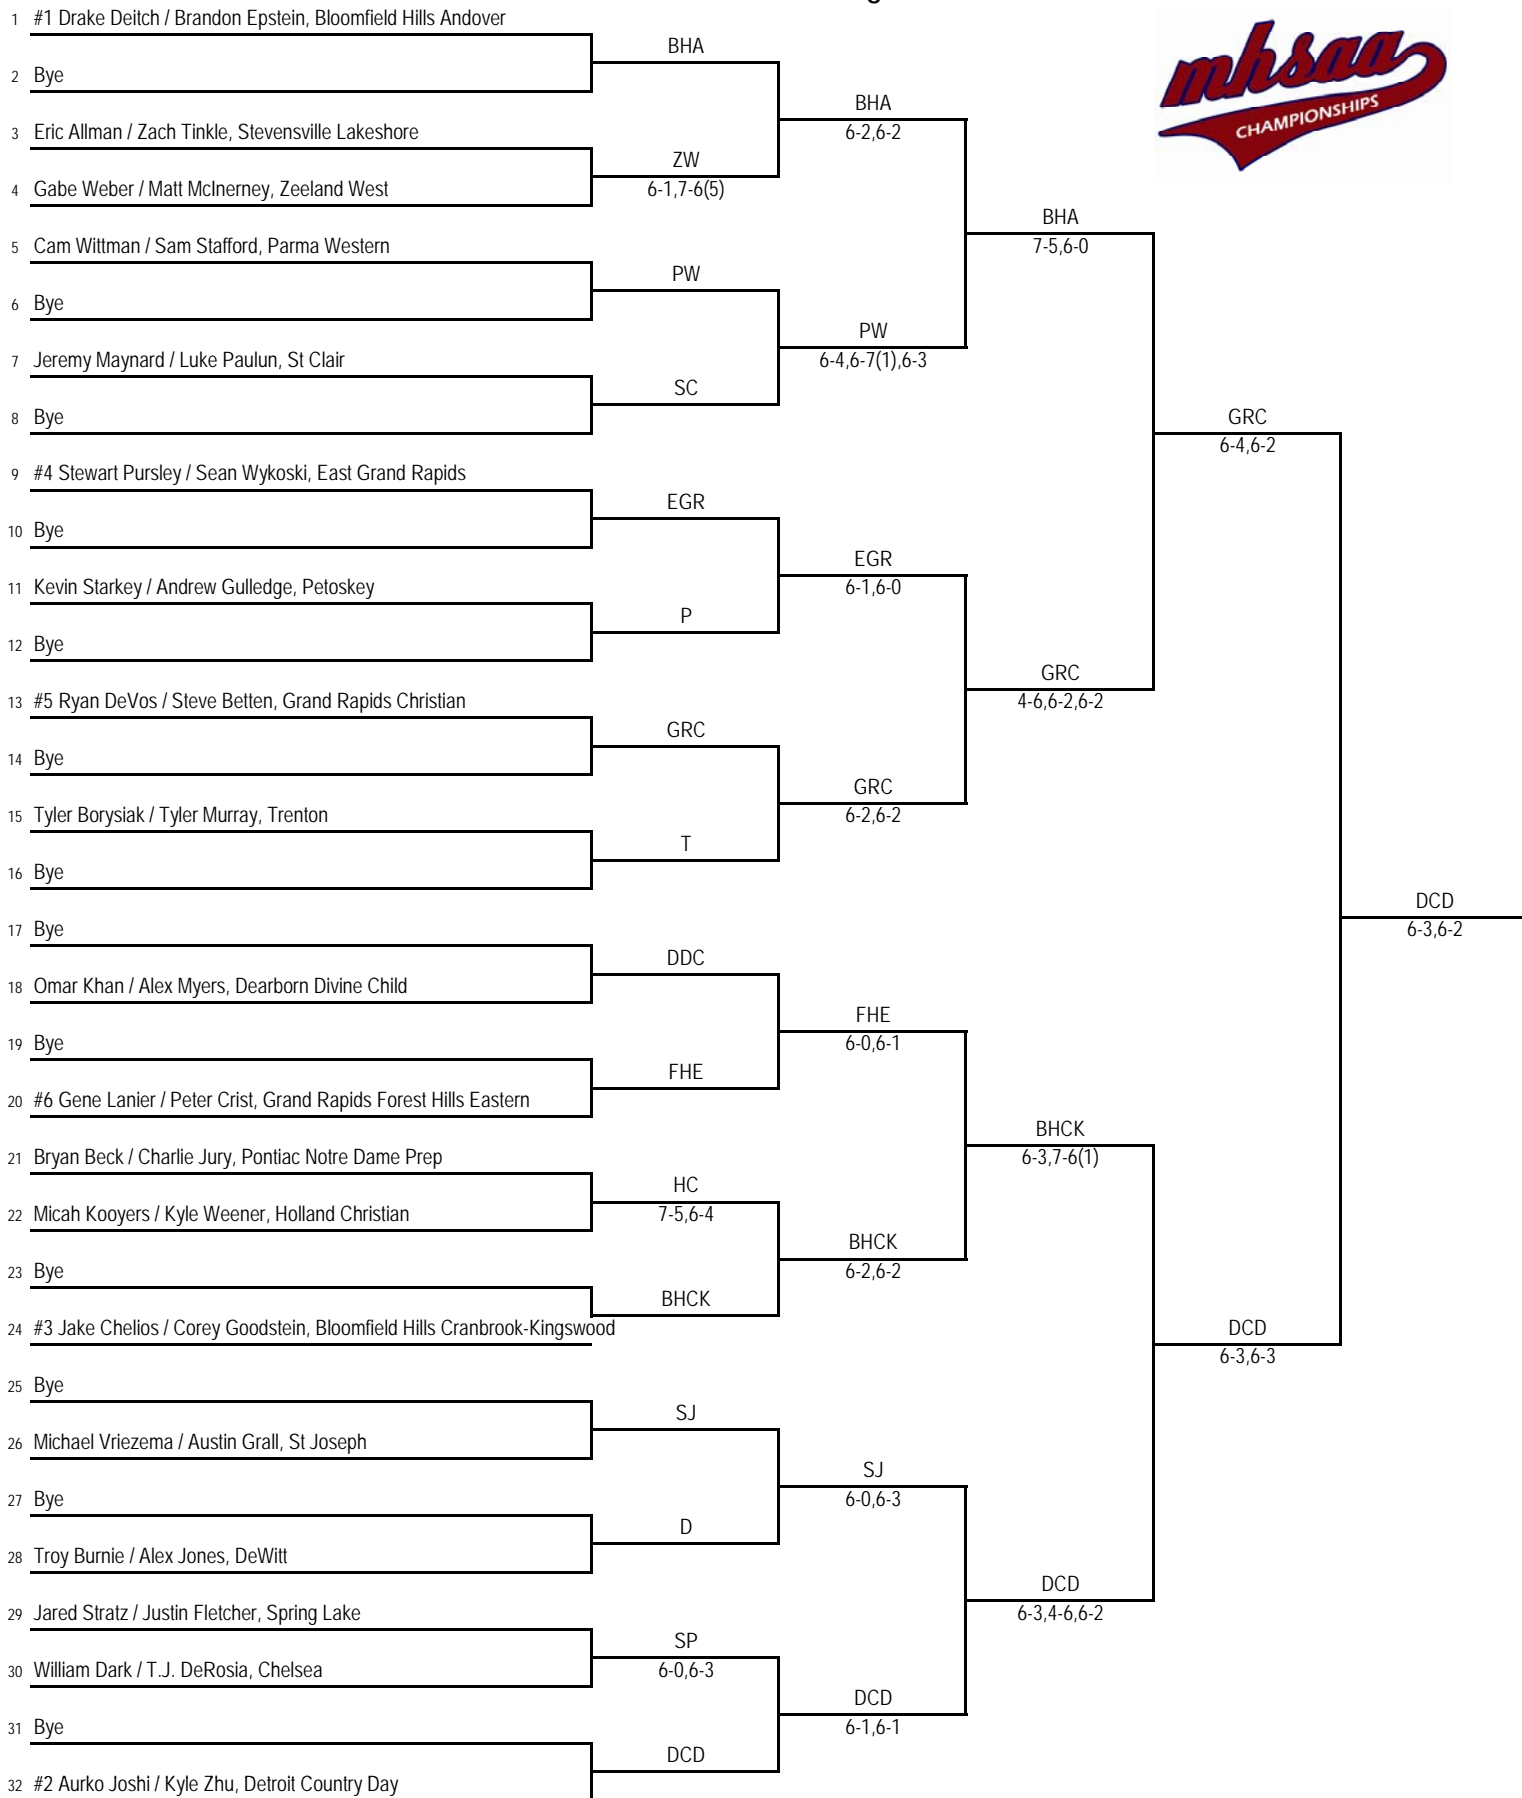 1 #1 Drake Deitch / Brandon Epstein, Bloomfield Hills Andover
BHA
2 Bye
BHA
6-2,6-2
3 Eric Allman / Zach Tinkle, Stevensville Lakeshore
ZW
6-1,7-6(5)
4 Gabe Weber / Matt McInerney, Zeeland West
BHA
7-5,6-0
5 Cam Wittman / Sam Stafford, Parma Western
PW
6 Bye
PW
6-4,6-7(1),6-3
7 Jeremy Maynard / Luke Paulun, St Clair
SC
8 Bye
GRC
6-4,6-2
9 #4 Stewart Pursley / Sean Wykoski, East Grand Rapids
EGR
10 Bye
EGR
6-1,6-0
11 Kevin Starkey / Andrew Gulledge, Petoskey
P
12 Bye
GRC
4-6,6-2,6-2
13 #5 Ryan DeVos / Steve Betten, Grand Rapids Christian
GRC
14 Bye
GRC
6-2,6-2
15 Tyler Borysiak / Tyler Murray, Trenton
T
16 Bye
DCD
6-3,6-2
17 Bye
DDC
18 Omar Khan / Alex Myers, Dearborn Divine Child
FHE
6-0,6-1
19 Bye
FHE
20 #6 Gene Lanier / Peter Crist, Grand Rapids Forest Hills Eastern
BHCK
6-3,7-6(1)
21 Bryan Beck / Charlie Jury, Pontiac Notre Dame Prep
HC
7-5,6-4
22 Micah Kooyers / Kyle Weener, Holland Christian
BHCK
6-2,6-2
23 Bye
BHCK
24 #3 Jake Chelios / Corey Goodstein, Bloomfield Hills Cranbrook-Kingswood
DCD
6-3,6-3
25 Bye
SJ
26 Michael Vriezema / Austin Grall, St Joseph
SJ
6-0,6-3
27 Bye
D
28 Troy Burnie / Alex Jones, DeWitt
DCD
6-3,4-6,6-2
29 Jared Stratz / Justin Fletcher, Spring Lake
SP
6-0,6-3
30 William Dark / T.J. DeRosia, Chelsea
DCD
6-1,6-1
31 Bye
DCD
32 #2 Aurko Joshi / Kyle Zhu, Detroit Country Day
mhsaa
CHAMPIONSHIPS